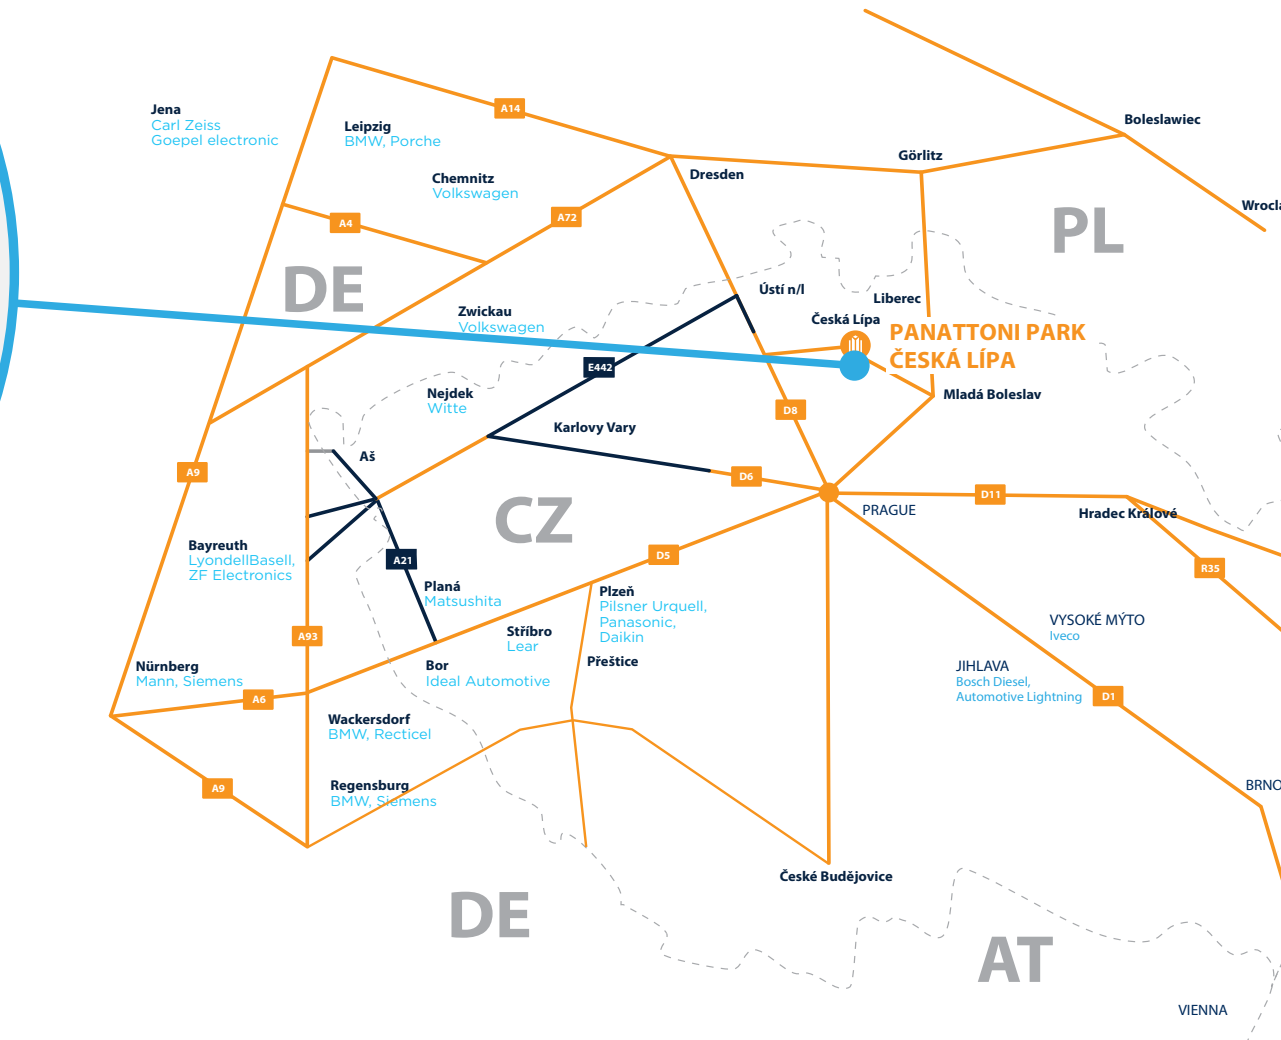 A14
Jena
Carl Zeiss
Goepel electronic
Leipzig
BMW, Porche
Boleslawiec
Görlitz
Dresden
Chemnitz
Volkswagen
A4
A72
PL
DE
Ústí n/l
Liberec
Česká Lípa
Zwickau
Volkswagen
PANATTONI PARK
ČESKÁ LÍPA
E442
Nejdek
Witte
Mladá Boleslav
D8
Karlovy Vary
Aš
A9
D6
D11
CZ
PRAGUE
Hradec Králové
Bayreuth
LyondellBasell,
ZF Electronics
A21
D5
R35
Planá
Matsushita
Plzeň
Pilsner Urquell,
Panasonic,
Daikin
VYSOKÉ MÝTO
Iveco
A93
Stříbro
Lear
Přeštice
Nürnberg
Mann, Siemens
Bor
Ideal Automotive
JIHLAVA
Bosch Diesel,
Automotive Lightning
A6
D1
Wackersdorf
BMW, Recticel
A9
Regensburg
BMW, Siemens
BRNO
České Budějovice
DE
AT
VIENNA